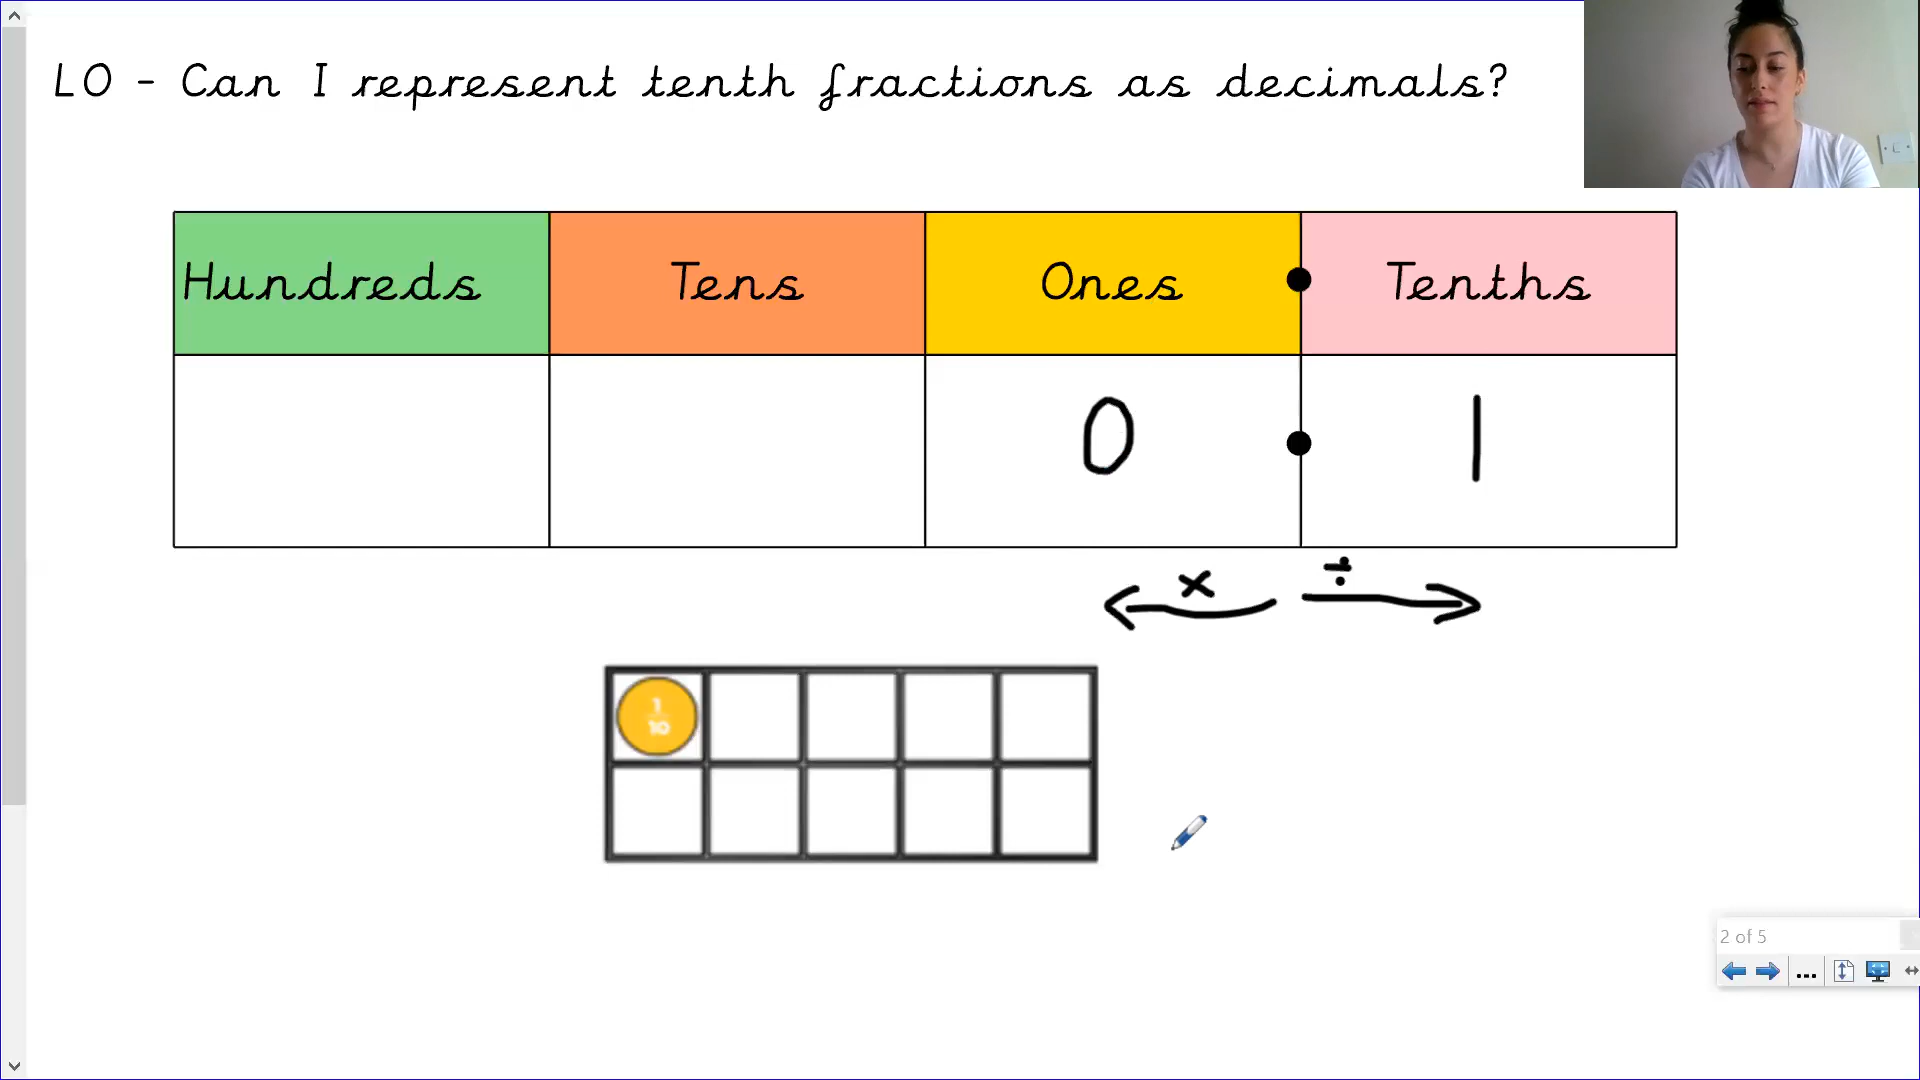 LO - Can I represent tenth fractions as decimals?
Hundreds Tens Ones . Tenths
0 . 1
× ÷
1
10
2 of 5
...